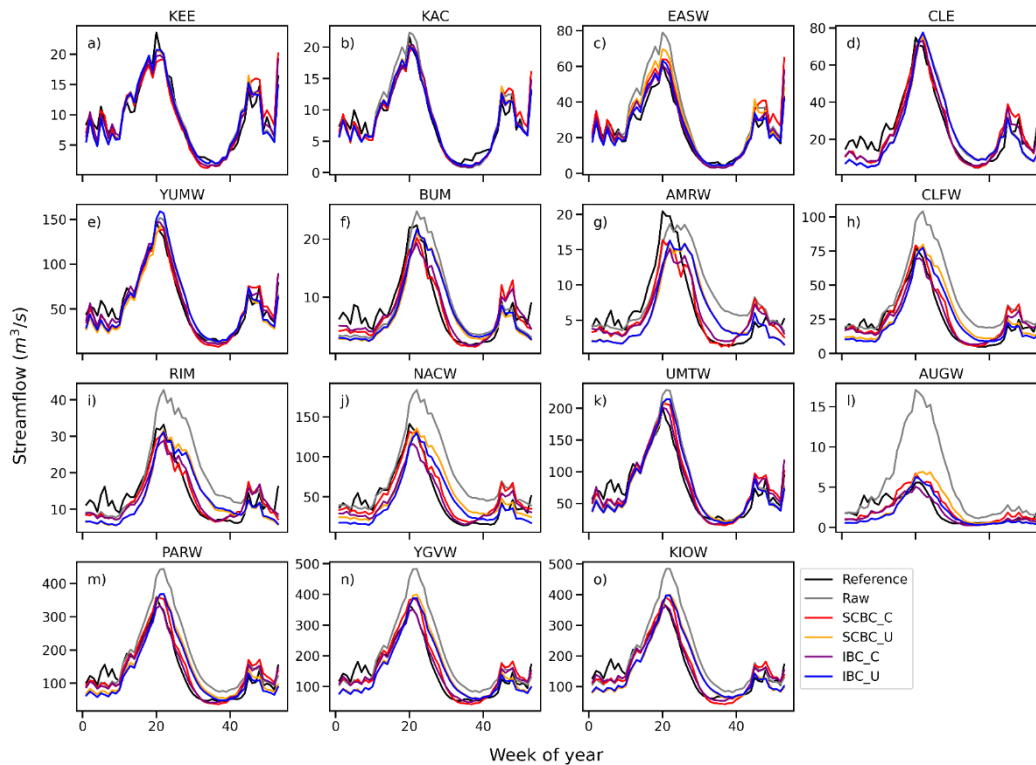 KEE KAC EASW CLE
a) b) c) d)
20 15 10 5
20 15 10 5 0
80 60 40 20 0
80 60 40 20
YUMW BUM AMRW CLFW
e) f) g) h)
150 100 50
20 10
20 15 10 5
100 75 50 25 0
RIM NACW UMTW AUGW
i) j) k) l)
40 30 20 10
150 100 50
200 150 100 50
15 10 5 0
PARW YGVW KIOW
m) n) o)
400 300 200 100
500 400 300 200 100
500 400 300 200 100
0 20 40
0 20 40
0 20 40
Reference
Raw
SCBC_C
SCBC_U
IBC_C
IBC_U
Streamflow (m³/s)
Week of year